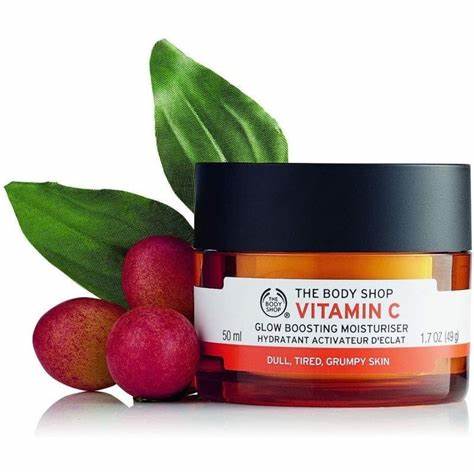 THE BODY SHOP
VITAMIN C
THE
BODY
SHOP
®
GLOW BOOSTING MOISTURISER
50 ml
HYDRATANT ACTIVATEUR D'ECLAT
1.7 OZ (49 g)
DULL, TIRED, GRUMPY SKIN